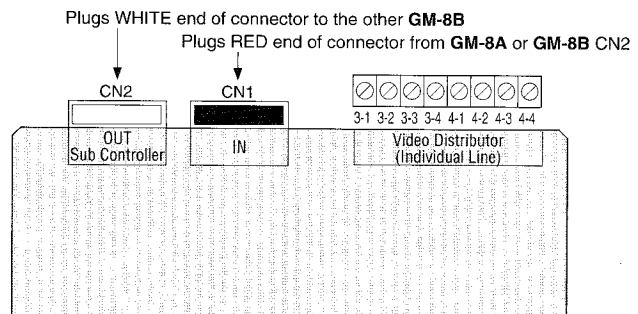 Plugs WHITE end of connector to the other GM-8B
Plugs RED end of connector from GM-8A or GM-8B CN2
CN2
CN1
3-1 3-2 3-3 3-4 4-1 4-2 4-3 4-4
OUT
Sub Controller
IN
Video Distributor
(Individual Line)